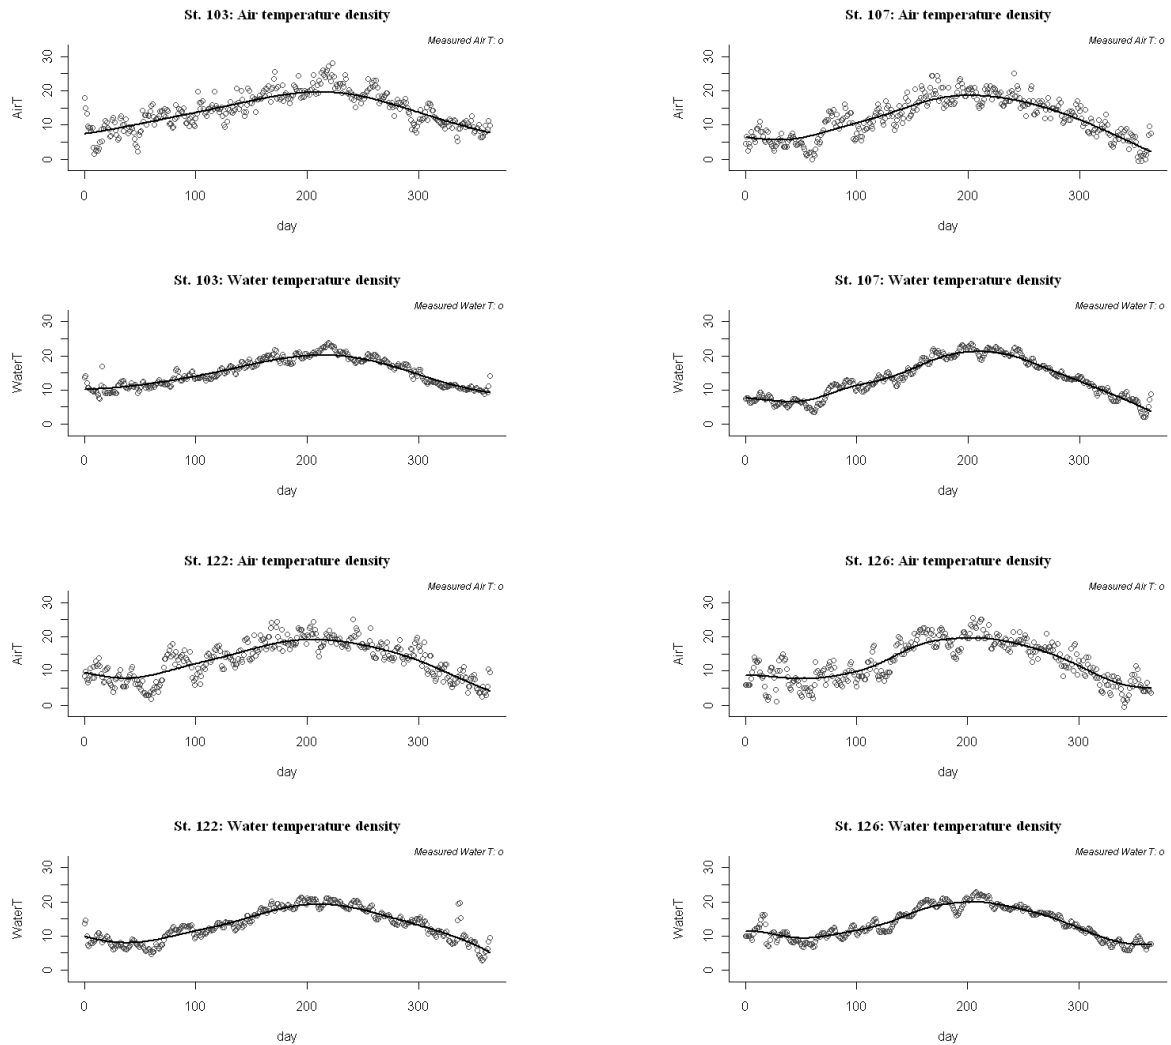 St. 103: Air temperature density
Measured Air T: o
AirT
0 10 20 30
0 100 200 300
day
St. 107: Air temperature density
Measured Air T: o
AirT
0 10 20 30
0 100 200 300
day
St. 103: Water temperature density
Measured Water T: o
WaterT
0 10 20 30
0 100 200 300
day
St. 107: Water temperature density
Measured Water T: o
WaterT
0 10 20 30
0 100 200 300
day
St. 122: Air temperature density
Measured Air T: o
AirT
0 10 20 30
0 100 200 300
day
St. 126: Air temperature density
Measured Air T: o
AirT
0 10 20 30
0 100 200 300
day
St. 122: Water temperature density
Measured Water T: o
WaterT
0 10 20 30
0 100 200 300
day
St. 126: Water temperature density
Measured Water T: o
WaterT
0 10 20 30
0 100 200 300
day